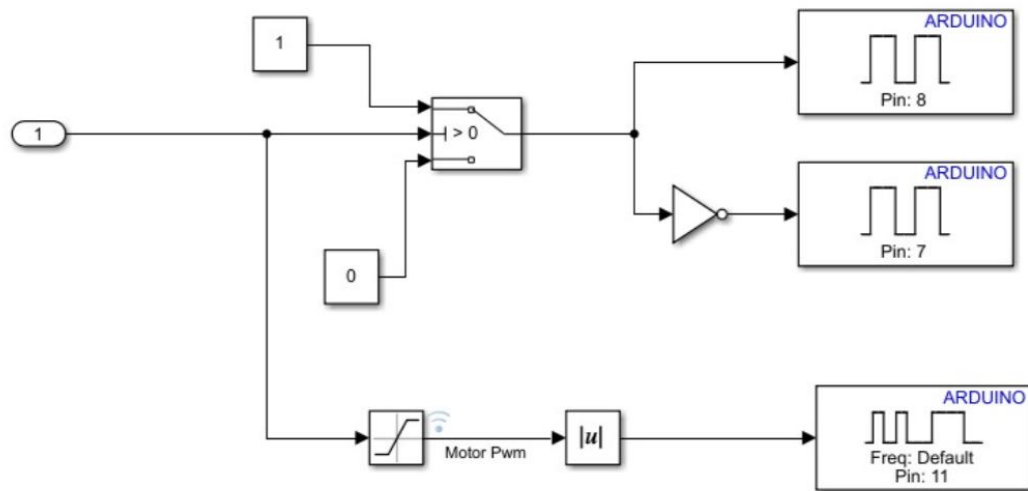 1
ARDUINO
Pin: 8
1
> 0
ARDUINO
Pin: 7
0
ARDUINO
Motor Pwm
|u|
Freq: Default
Pin: 11